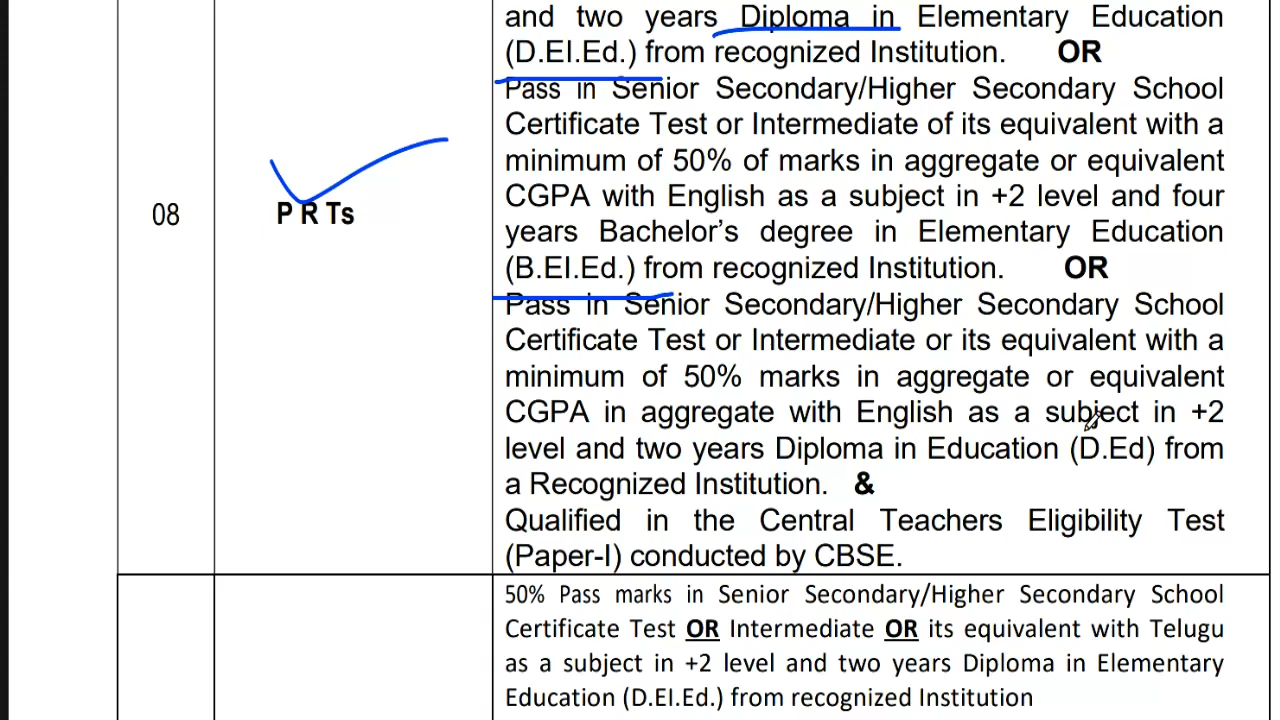 and two years Diploma in Elementary Education
(D.El.Ed.) from recognized Institution. OR
Pass in Senior Secondary/Higher Secondary School
Certificate Test or Intermediate of its equivalent with a
minimum of 50% of marks in aggregate or equivalent
CGPA with English as a subject in +2 level and four
08 P R Ts
years Bachelor's degree in Elementary Education
(B.El.Ed.) from recognized Institution. OR
Pass in Senior Secondary/Higher Secondary School
Certificate Test or Intermediate or its equivalent with a
minimum of 50% marks in aggregate or equivalent
CGPA in aggregate with English as a subject in +2
level and two years Diploma in Education (D.Ed) from
a Recognized Institution. &
Qualified in the Central Teachers Eligibility Test
(Paper-I) conducted by CBSE.
50% Pass marks in Senior Secondary/Higher Secondary School
Certificate Test OR Intermediate OR its equivalent with Telugu
as a subject in +2 level and two years Diploma in Elementary
Education (D.El.Ed.) from recognized Institution